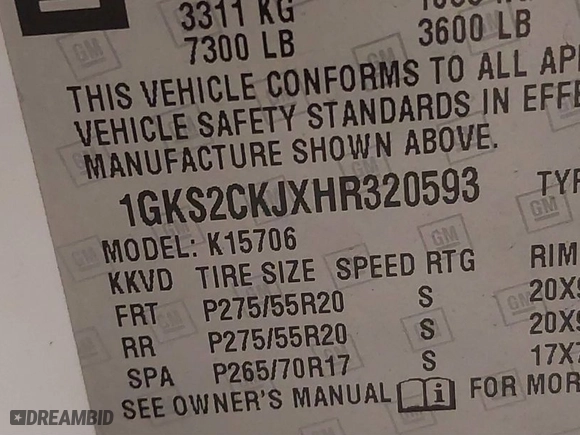 3311 KG
7300 LB 3600 LB
THIS VEHICLE CONFORMS TO ALL
VEHICLE SAFETY STANDARDS IN
MANUFACTURE SHOWN ABOVE.
1GKS2CKJXHR320593
MODEL: K15706
KKVD TIRE SIZE SPEED RTG RIM
FRT P275/55R20 S
RR P275/55R20 S
SPA P265/70R17 S
SEE OWNER'S MANUAL i FOR
GM
DREAMBID